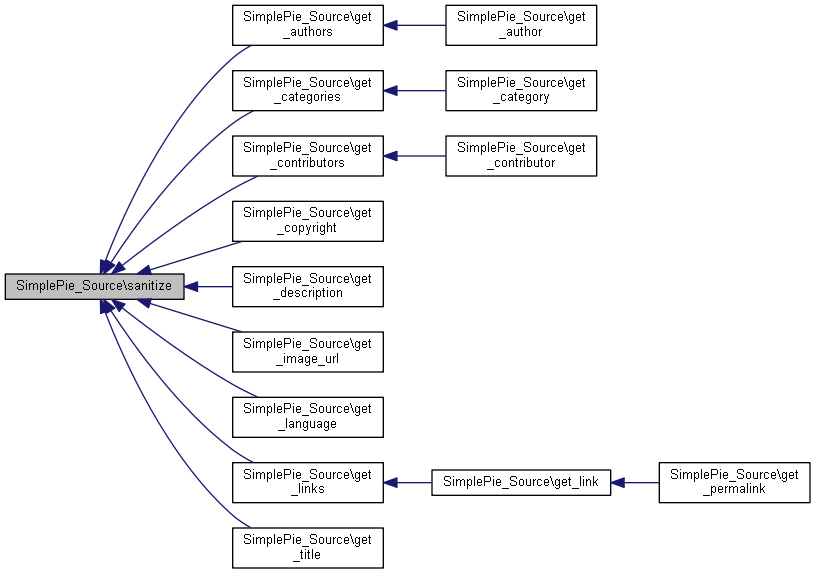 SimplePie_Source\get
_authors
SimplePie_Source\get
_author
SimplePie_Source\get
_categories
SimplePie_Source\get
_category
SimplePie_Source\get
_contributors
SimplePie_Source\get
_contributor
SimplePie_Source\get
_copyright
SimplePie_Source\sanitize
SimplePie_Source\get
_description
SimplePie_Source\get
_image_url
SimplePie_Source\get
_language
SimplePie_Source\get
_links
SimplePie_Source\get_link
SimplePie_Source\get
_permalink
SimplePie_Source\get
_title